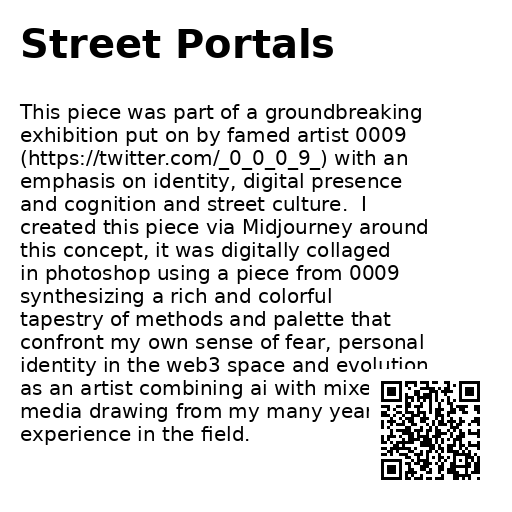 Street Portals
This piece was part of a groundbreaking
exhibition put on by famed artist 0009
(https://twitter.com/_0_0_0_9_) with an
emphasis on identity, digital presence
and cognition and street culture.  I
created this piece via Midjourney around
this concept, it was digitally collaged
in photoshop using a piece from 0009
synthesizing a rich and colorful
tapestry of methods and palette that
confront my own sense of fear, personal
identity in the web3 space and evolution
as an artist combining ai with mixe
media drawing from my many year
experience in the field.